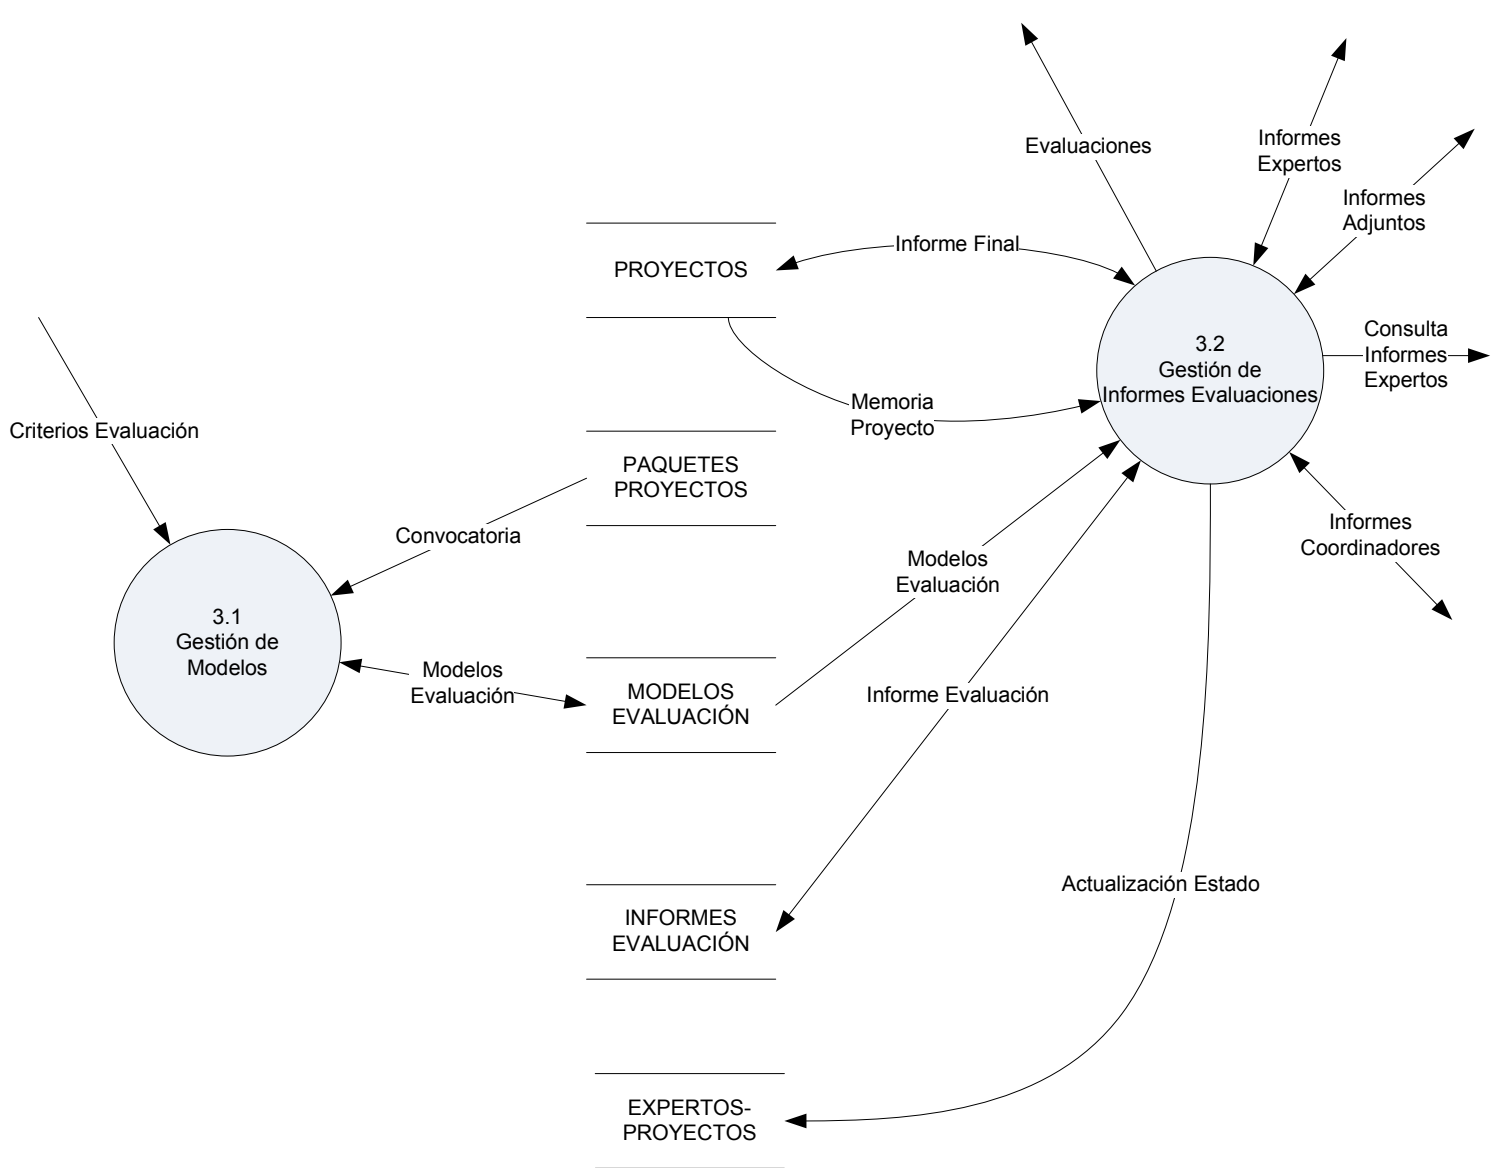 Evaluaciones
Informes
Expertos
Informes
Adjuntos
Informe Final
PROYECTOS
Consulta
Informes
Expertos
3.2
Gestión de
Informes Evaluaciones
Memoria
Proyecto
Criterios Evaluación
PAQUETES
PROYECTOS
Convocatoria
Informes
Coordinadores
Modelos
Evaluación
3.1
Gestión de
Modelos
Modelos
Evaluación
MODELOS
EVALUACIÓN
Informe Evaluación
Actualización Estado
INFORMES
EVALUACIÓN
EXPERTOS-
PROYECTOS